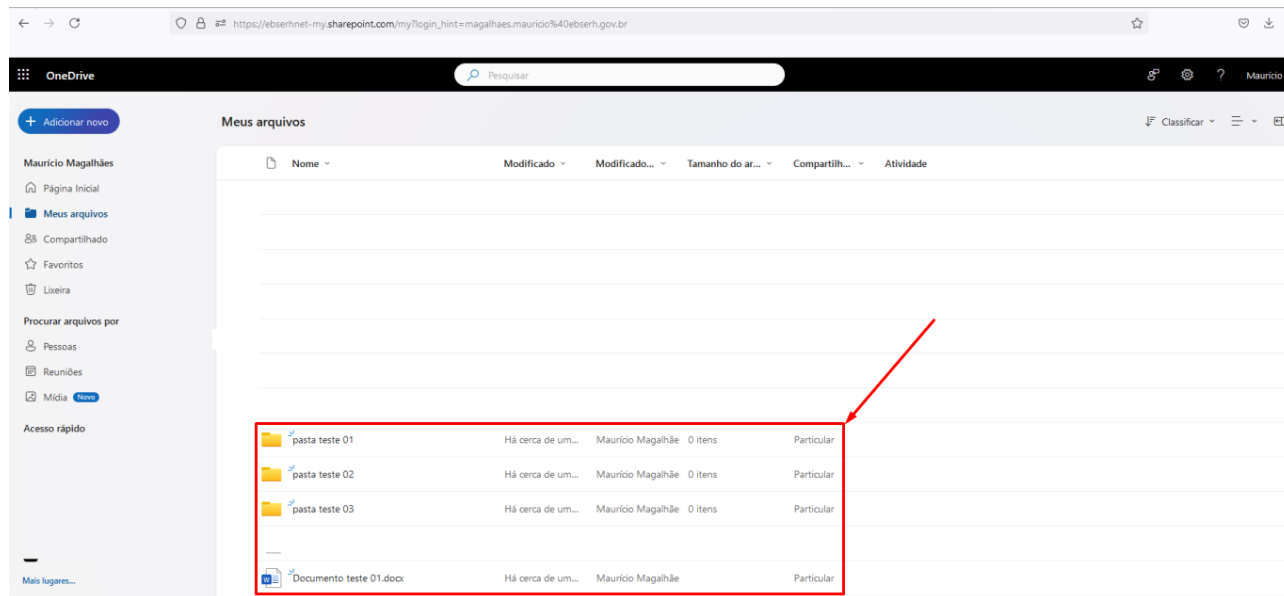 https://ebserhnet-my.sharepoint.com/my?login_hint=magalhaes.mauricio%40ebserh.gov.br
OneDrive
Pesquisar
? Maurício
+ Adicionar novo
Meus arquivos
Classificar
Nome Modificado Modificado... Tamanho do ar... Compartilh... Atividade
Maurício Magalhães
Página Inicial
Meus arquivos
Compartilhado
Favoritos
Lixeira
Procurar arquivos por
Pessoas
Reuniões
Mídia Novo
Acesso rápido
Mais lugares...
pasta teste 01 Há cerca de um... Maurício Magalhãe 0 itens Particular
pasta teste 02 Há cerca de um... Maurício Magalhãe 0 itens Particular
pasta teste 03 Há cerca de um... Maurício Magalhãe 0 itens Particular
Documento teste 01.docx Há cerca de um... Maurício Magalhãe Particular